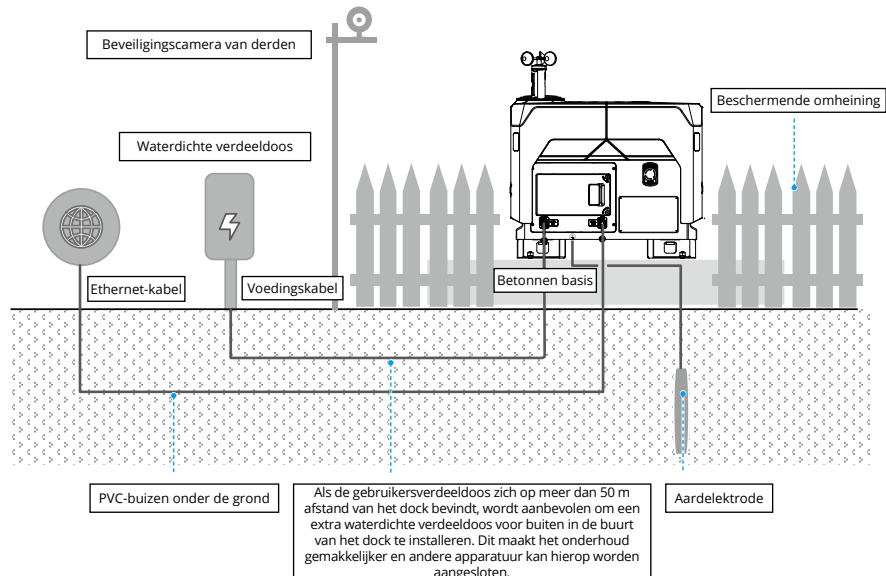 Beveiligingscamera van derden
Beschermende omheining
Waterdichte verdeeldoos
Ethernet-kabel
Voedingskabel
Betonnen basis
PVC-buizen onder de grond
Als de gebruikersverdeeldoos zich op meer dan 50 m
afstand van het dock bevindt, wordt aanbevolen om een
extra waterdichte verdeeldoos voor buiten in de buurt
van het dock te installeren. Dit maakt het onderhoud
gemakkelijker en andere apparatuur kan hierop worden
aangesloten.
Aardelektrode